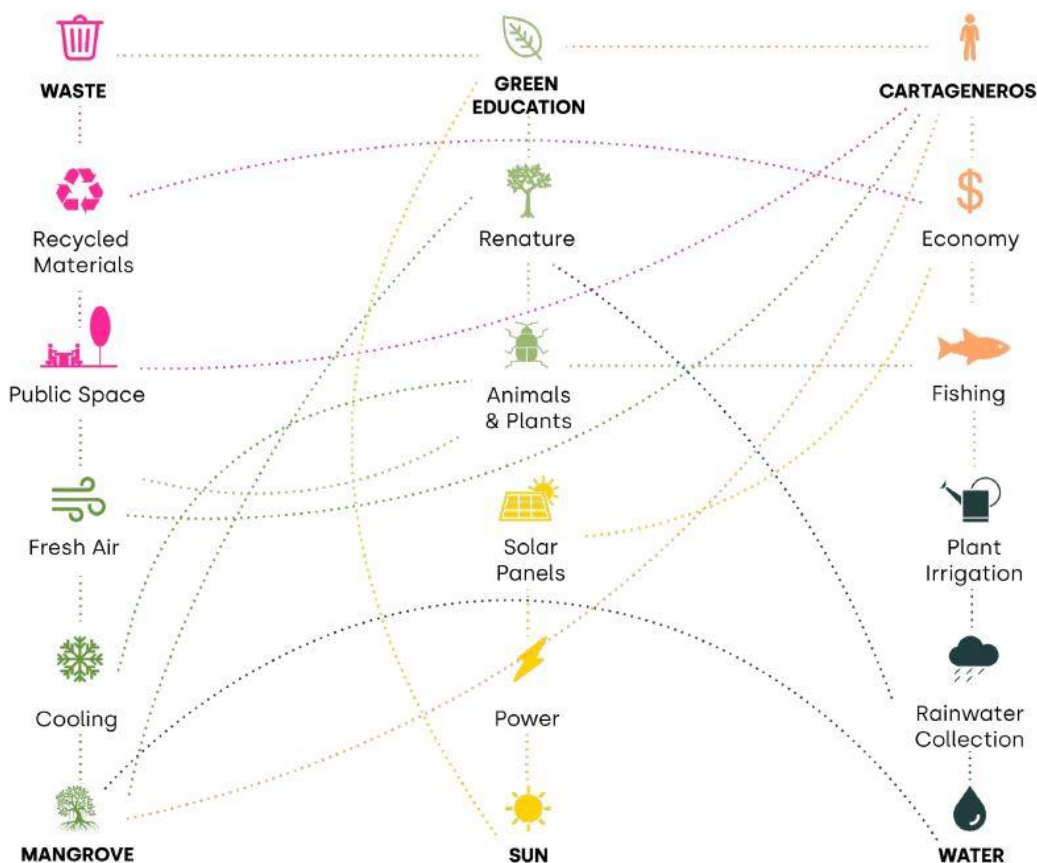 WASTE
GREEN
EDUCATION
CARTAGENEROS
Recycled
Materials
Renature
Economy
Public Space
Animals
& Plants
Fishing
Fresh Air
Solar
Panels
Plant
Irrigation
Cooling
Power
Rainwater
Collection
MANGROVE
SUN
WATER